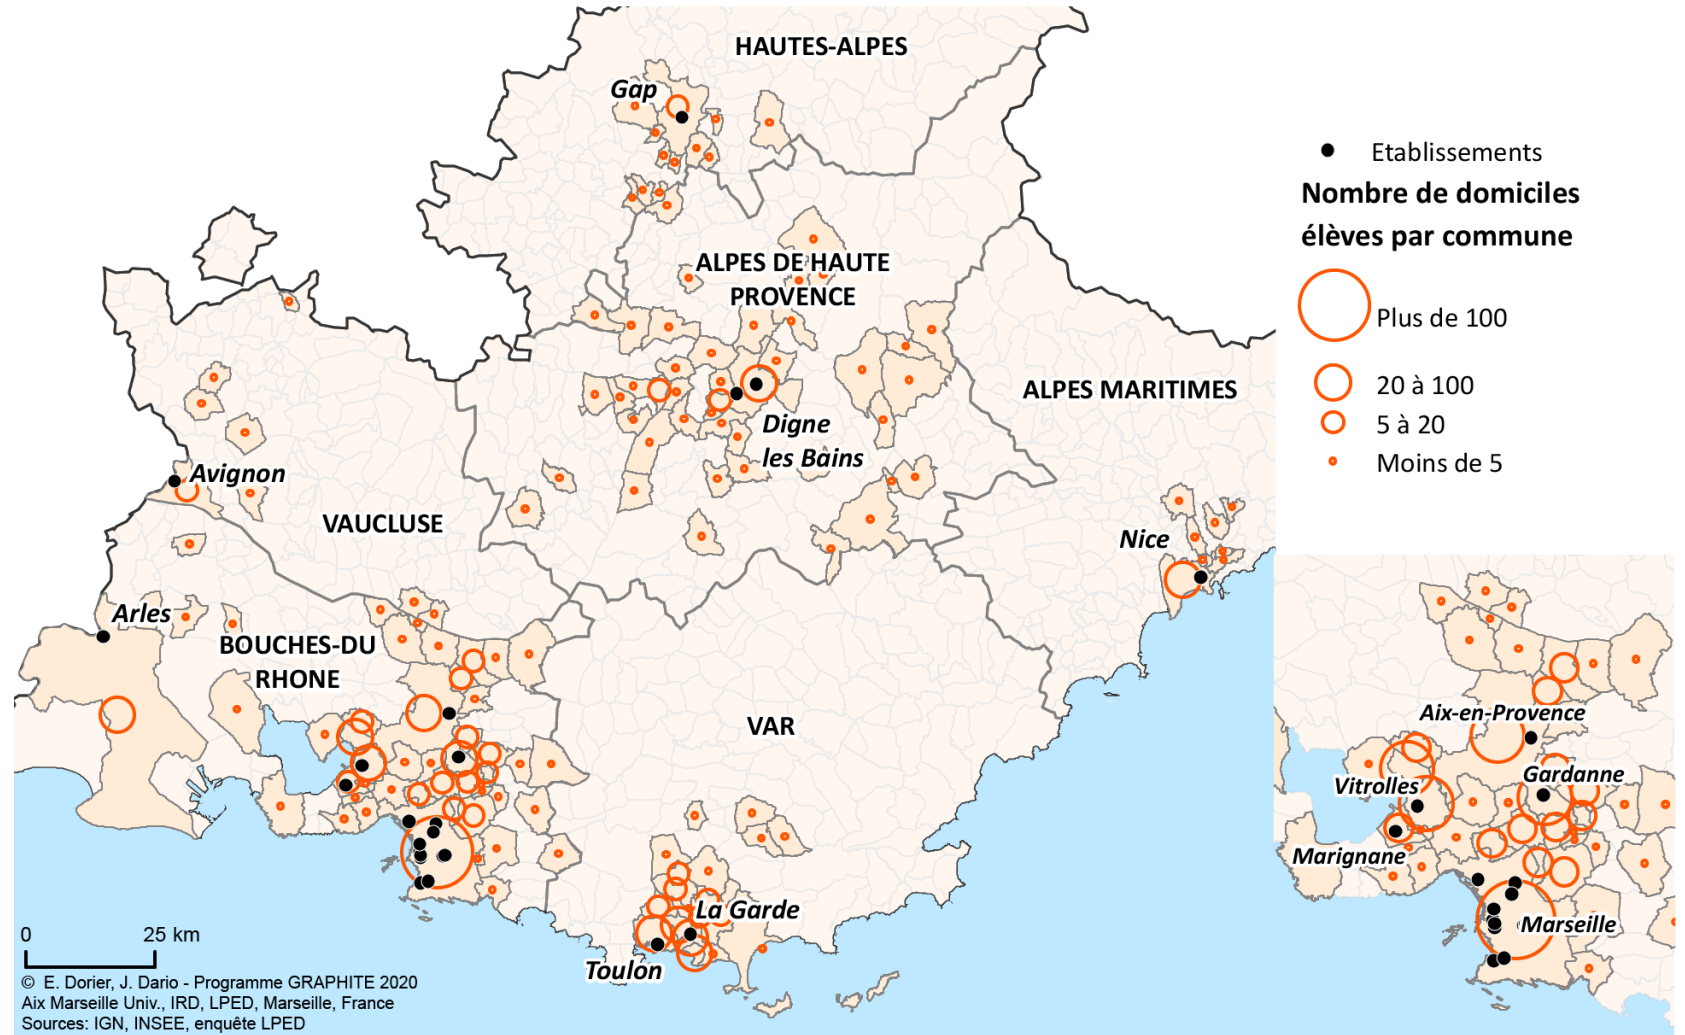 HAUTES-ALPES
Gap
ALPES DE HAUTE
PROVENCE
ALPES MARITIMES
Digne
les Bains
Avignon
VAUCLUSE
Nice
Arles
BOUCHES-DU
RHONE
VAR
La Garde
Toulon
0 25 km
© E. Dorier, J. Dario - Programme GRAPHITE 2020
Aix Marseille Univ., IRD, LPED, Marseille, France
Sources: IGN, INSEE, enquête LPED
Etablissements
Nombre de domiciles
élèves par commune
Plus de 100
20 à 100
5 à 20
Moins de 5
Aix-en-Provence
Gardanne
Vitrolles
Marignane
Marseille